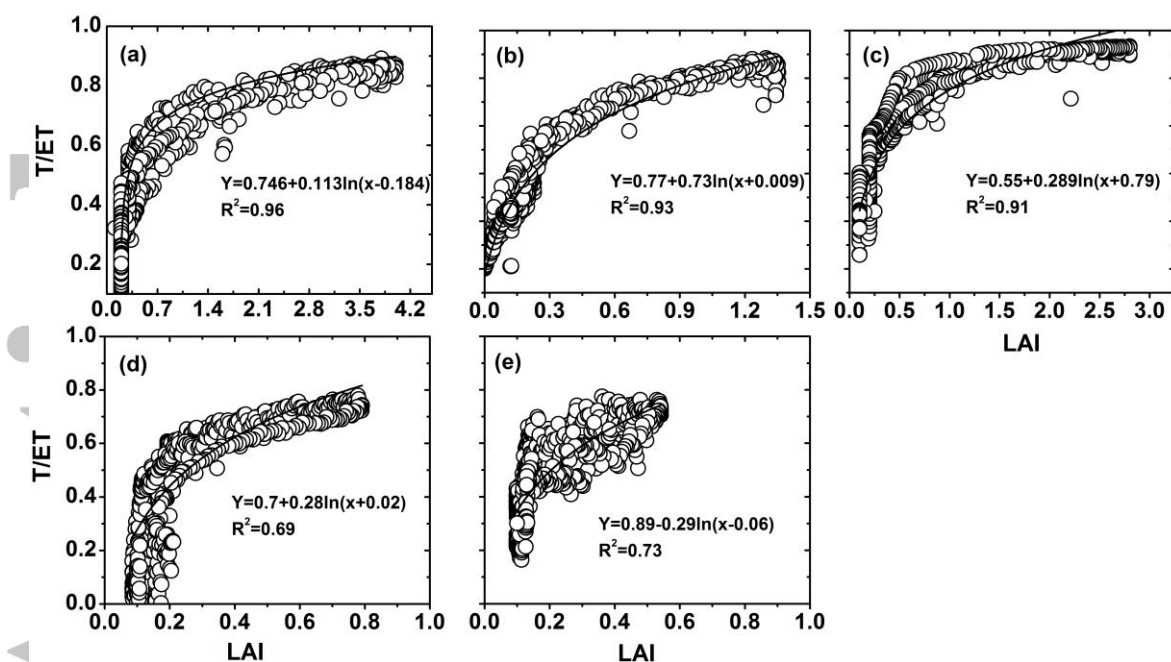 T/ET
1.0
0.8
0.6
0.4
0.2
(a)
Y=0.746+0.113ln(x-0.184)
R²=0.96
0.0 0.7 1.4 2.1 2.8 3.5 4.2
(b)
Y=0.77+0.73ln(x+0.009)
R²=0.93
0.0 0.3 0.6 0.9 1.2 1.5
(c)
Y=0.55+0.289ln(x+0.79)
R²=0.91
0.0 0.5 1.0 1.5 2.0 2.5 3.0
LAI
T/ET
1.0
0.8
0.6
0.4
0.2
0.0
(d)
Y=0.7+0.28ln(x+0.02)
R²=0.69
0.0 0.2 0.4 0.6 0.8 1.0
LAI
(e)
Y=0.89-0.29ln(x-0.06)
R²=0.73
0.0 0.2 0.4 0.6 0.8 1.0
LAI